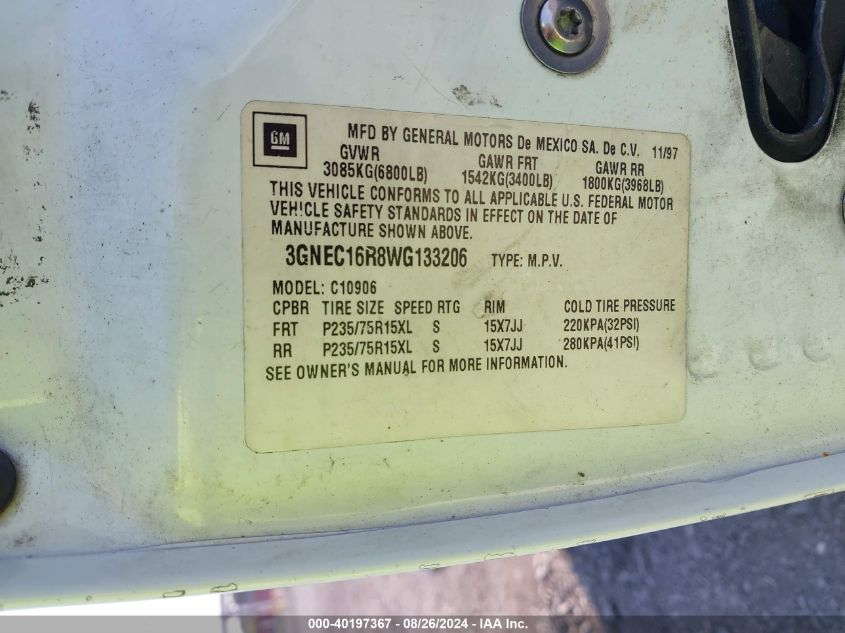 GM
MFD BY GENERAL MOTORS De MEXICO SA. De C.V. 11/97
GVWR GAWR FRT GAWR RR
3085KG(6800LB) 1542KG(3400LB) 1800KG(3968LB)
THIS VEHICLE CONFORMS TO ALL APPLICABLE U.S. FEDERAL MOTOR
VEHICLE SAFETY STANDARDS IN EFFECT ON THE DATE OF
MANUFACTURE SHOWN ABOVE.
3GNEC16R8WG133206 TYPE: M.P.V.
MODEL: C10906
CPBR TIRE SIZE SPEED RTG RIM COLD TIRE PRESSURE
FRT P235/75R15XL S 15X7JJ 220KPA(32PSI)
RR P235/75R15XL S 15X7JJ 280KPA(41PSI)
SEE OWNER'S MANUAL FOR MORE INFORMATION.
000-40197367 - 08/26/2024 - IAA Inc.